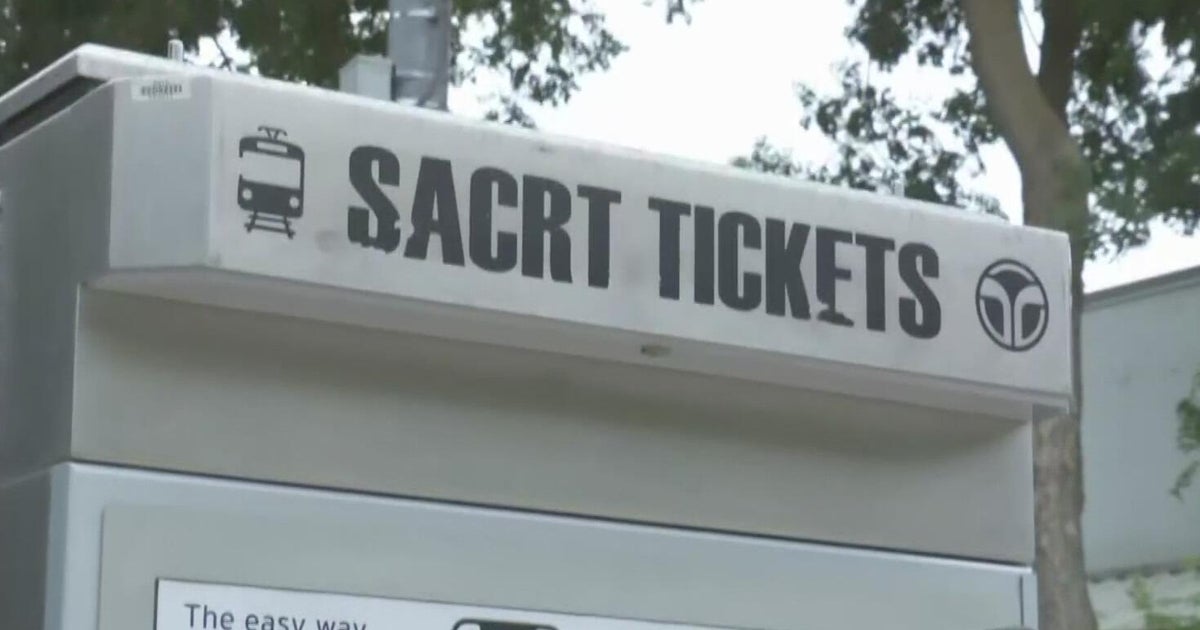 SACRT TICKETS
The easy way